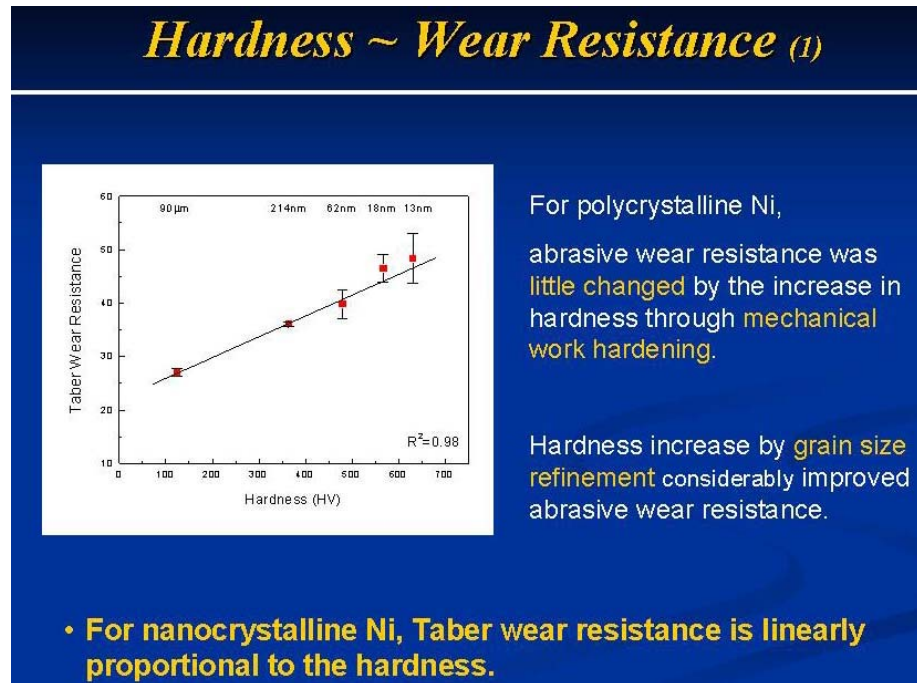 Hardness ~ Wear Resistance (1)
60
50
40
30
20
10
Taber Wear Resistance
90μm 214nm 62nm 18nm 13nm
R²=0.98
0 100 200 300 400 500 600 700
Hardness (HV)
For polycrystalline Ni,
abrasive wear resistance was
little changed by the increase in
hardness through mechanical
work hardening.
Hardness increase by grain size
refinement considerably improved
abrasive wear resistance.
• For nanocrystalline Ni, Taber wear resistance is linearly
proportional to the hardness.